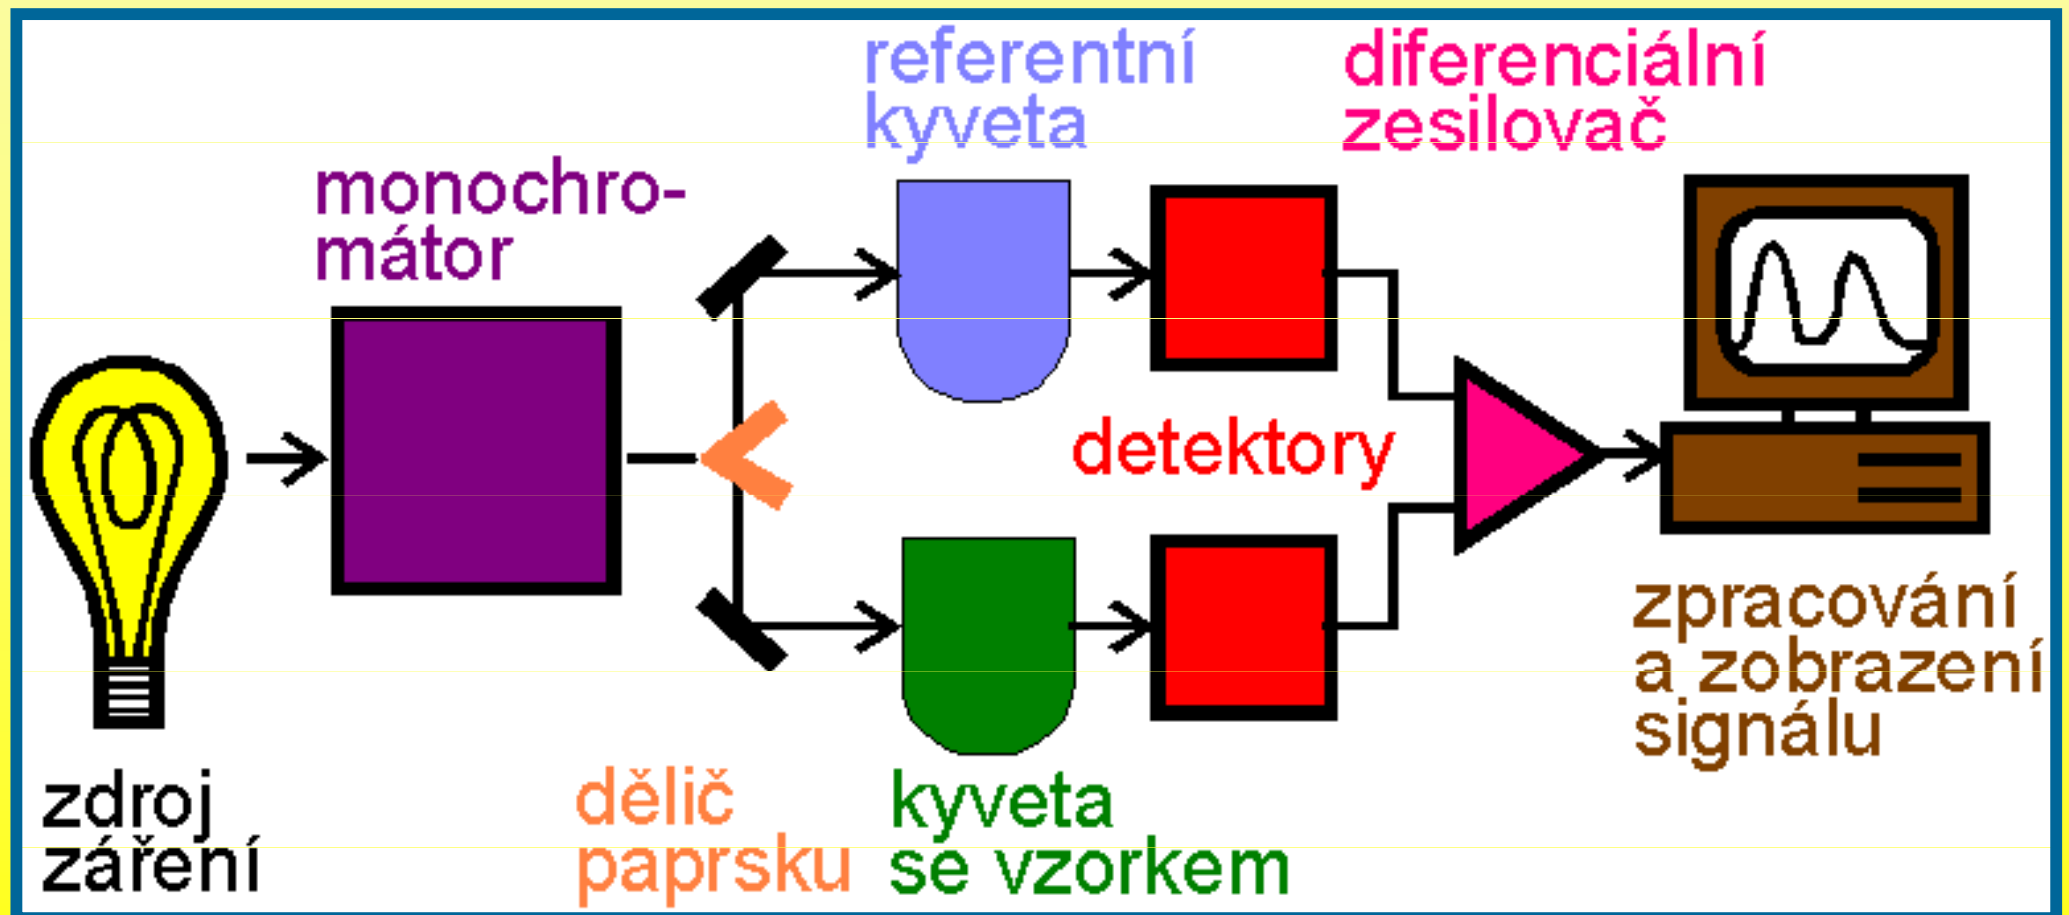 referentní
kyveta
diferenciální
zesilovač
monochro-
mátor
detektory
zpracování
a zobrazení
signálu
zdroj
záření
dělič
paprsku
kyveta
se vzorkem